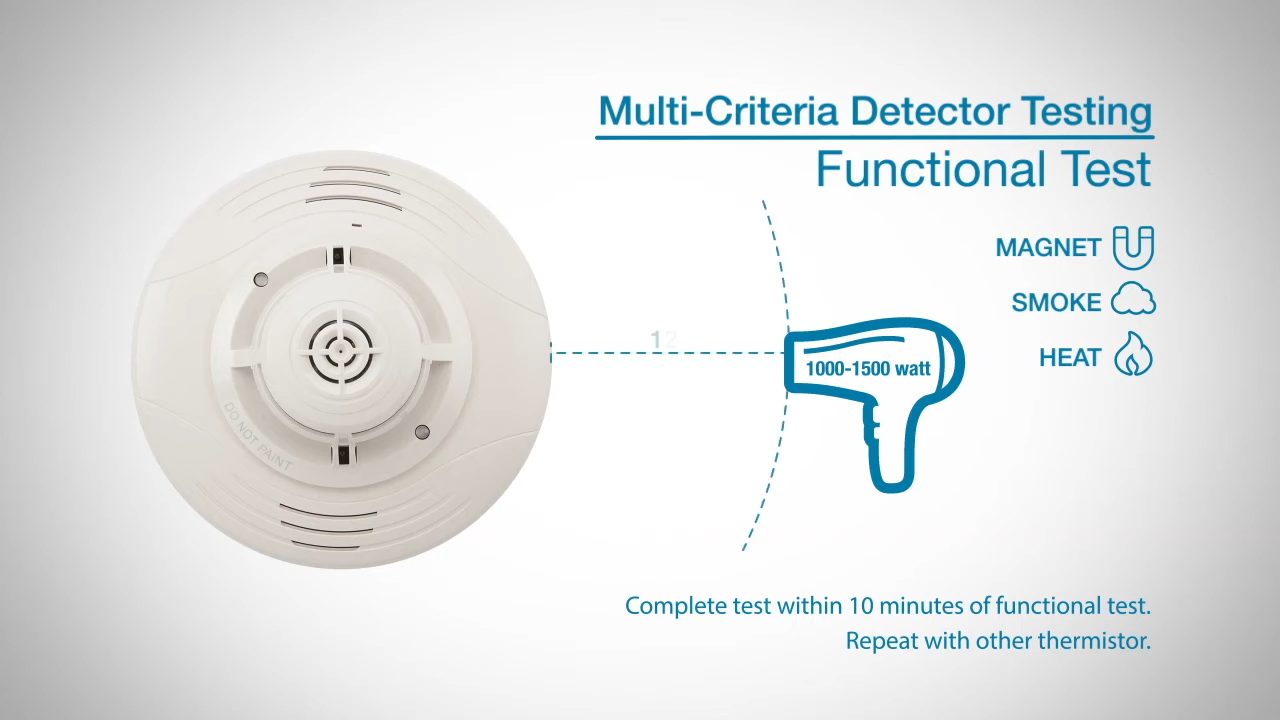 Multi-Criteria Detector Testing
Functional Test
MAGNET
SMOKE
HEAT
12
1000-1500 watt
DO NOT PAINT
Complete test within 10 minutes of functional test.
Repeat with other thermistor.